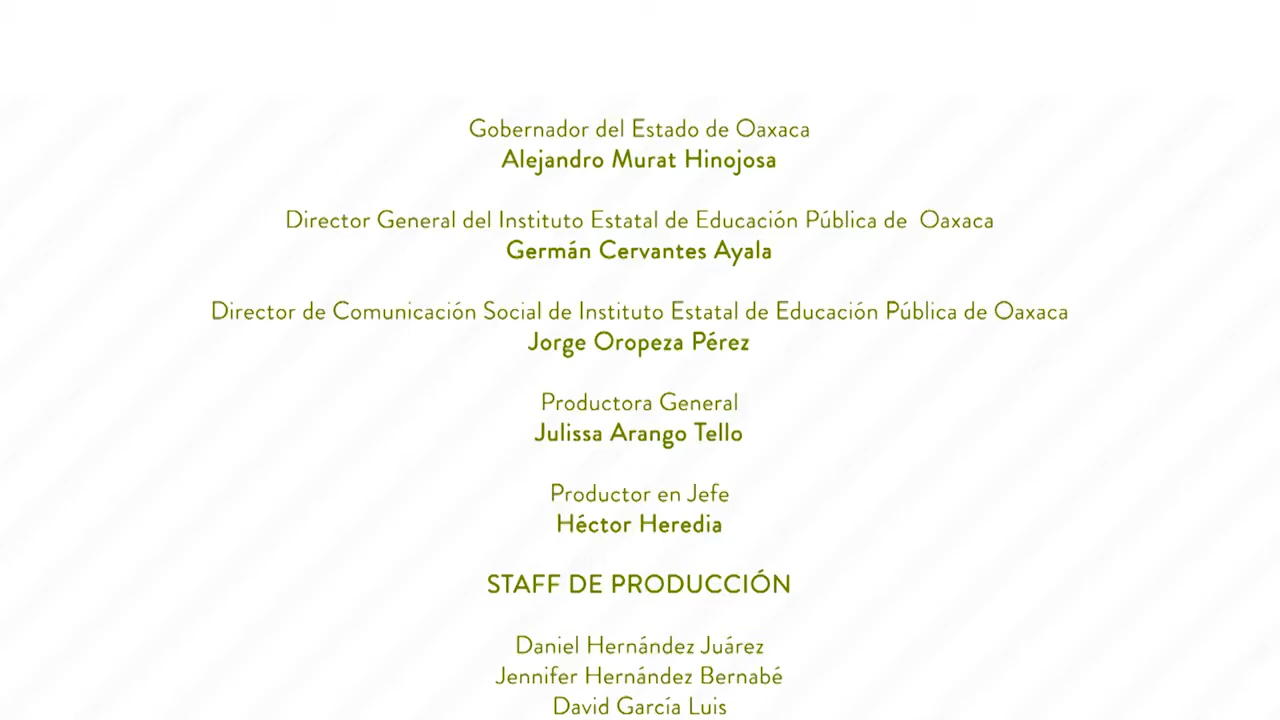 Gobernador del Estado de Oaxaca
Alejandro Murat Hinojosa
Director General del Instituto Estatal de Educación Pública de  Oaxaca
Germán Cervantes Ayala
Director de Comunicación Social de Instituto Estatal de Educación Pública de Oaxaca
Jorge Oropeza Pérez
Productora General
Julissa Arango Tello
Productor en Jefe
Héctor Heredia
STAFF DE PRODUCCIÓN
Daniel Hernández Juárez
Jennifer Hernández Bernabé
David García Luis